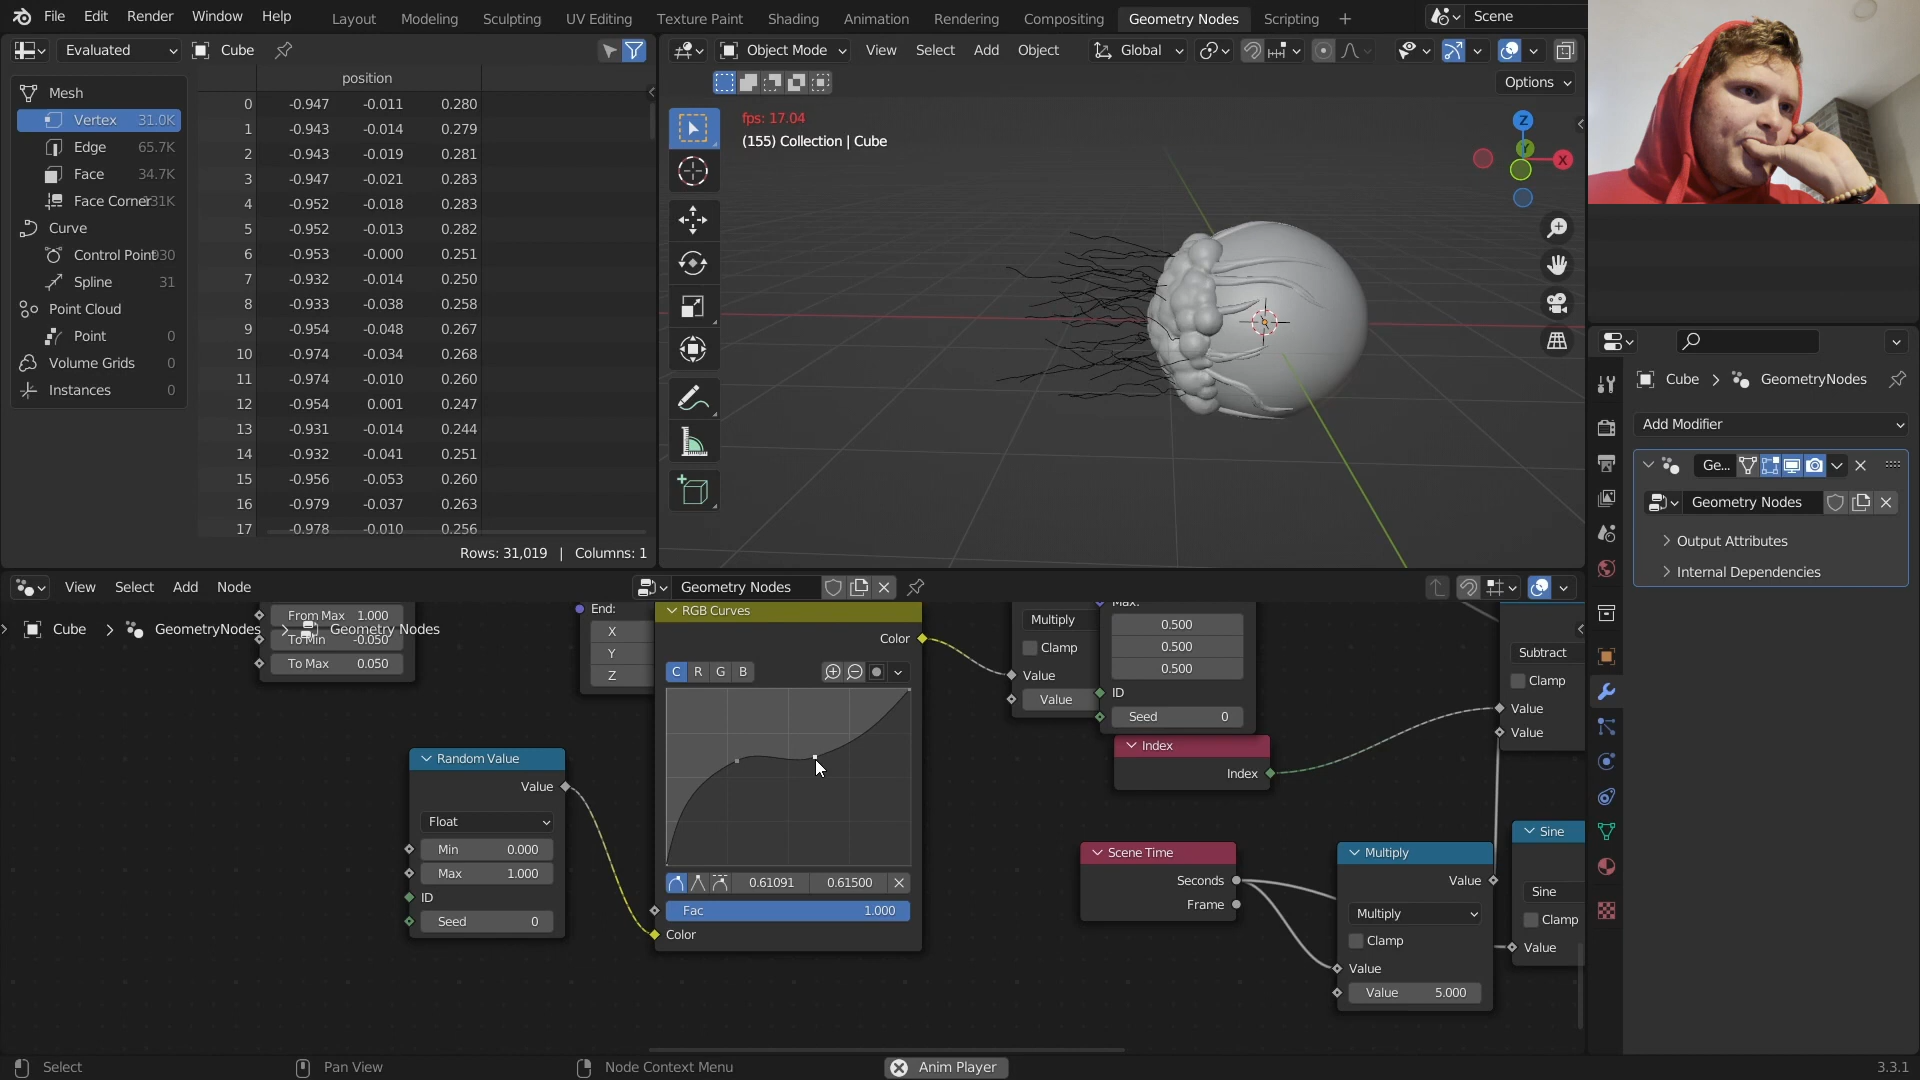 File Edit Render Window Help Layout Modeling Sculpting UV Editing Texture Paint Shading Animation Rendering Compositing Geometry Nodes Scripting + Scene
Evaluated Cube
Object Mode View Select Add Object Global
position
Options
Mesh
Vertex 31.0K
Edge 65.7K
Face 34.7K
Face Corner 131K
Curve
Control Point 930
Spline 31
Point Cloud
Point 0
Volume Grids 0
Instances 0
0 -0.947 -0.011 0.280
1 -0.943 -0.014 0.279
2 -0.943 -0.019 0.281
3 -0.947 -0.021 0.283
4 -0.952 -0.018 0.283
5 -0.952 -0.013 0.282
6 -0.953 -0.000 0.251
7 -0.932 -0.014 0.250
8 -0.933 -0.038 0.258
9 -0.954 -0.048 0.267
10 -0.974 -0.034 0.268
11 -0.974 -0.010 0.260
12 -0.954 0.001 0.247
13 -0.931 -0.014 0.244
14 -0.932 -0.041 0.251
15 -0.956 -0.053 0.260
16 -0.979 -0.037 0.263
17 -0.978 -0.010 0.256
Rows: 31,019 | Columns: 1
fps: 17.04
(155) Collection | Cube
Z
Y
X
Cube > GeometryNodes
Add Modifier
Ge...
Geometry Nodes
> Output Attributes
> Internal Dependencies
View Select Add Node
Geometry Nodes
Cube > GeometryNodes > Geometry Nodes
From Max 1.000
To Min -0.050
To Max 0.050
End:
X
Y
Z
RGB Curves
Color
C R G B
0.61091 0.61500
Fac 1.000
Color
Random Value
Value
Float
Min 0.000
Max 1.000
ID
Seed 0
Multiply
Clamp
Value
Value
Max:
0.500
0.500
0.500
ID
Seed 0
Index
Index
Scene Time
Seconds
Frame
Multiply
Value
Multiply
Clamp
Value
Value 5.000
Subtract
Clamp
Value
Value
Sine
Sine
Clamp
Value
Select Pan View Node Context Menu Anim Player 3.3.1